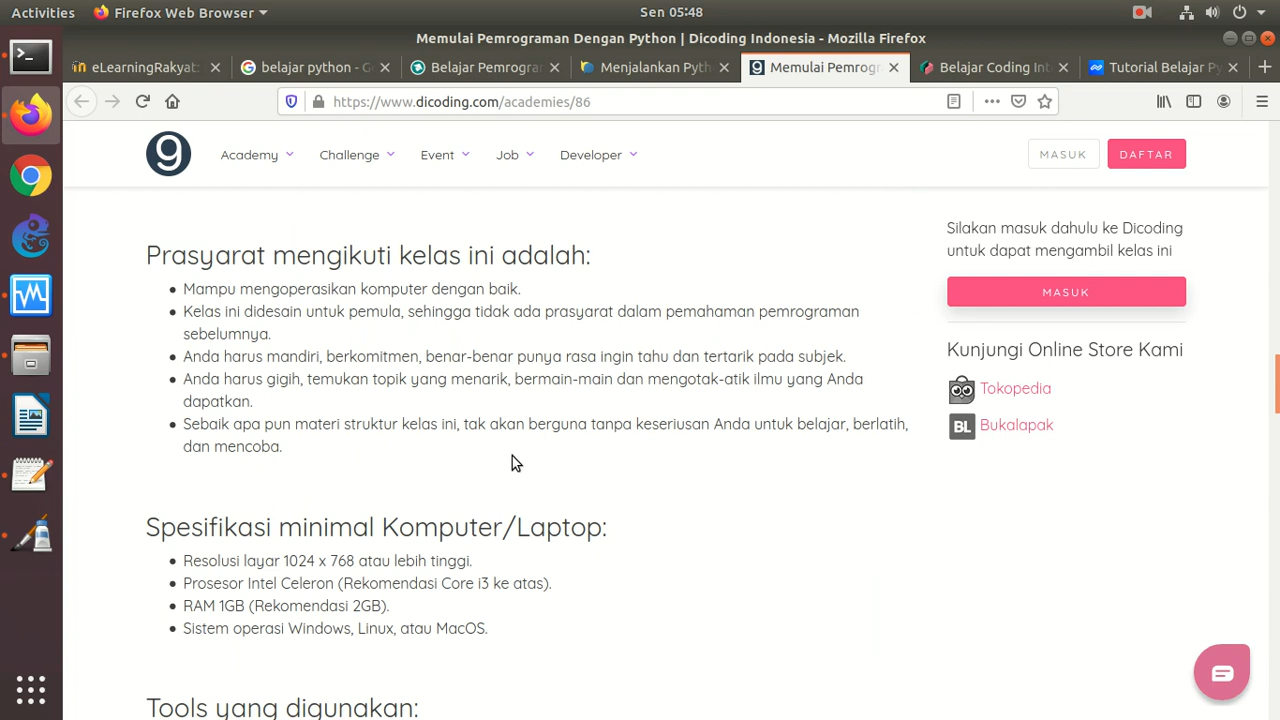 Activities Firefox Web Browser Sen 05:48
Memulai Pemrograman Dengan Python | Dicoding Indonesia - Mozilla Firefox
eLearningRakyat: belajar python - G Belajar Pemrogra Menjalankan Pyth Memulai Pemrog Belajar Coding Int Tutorial Belajar Py
https://www.dicoding.com/academies/86
g Academy Challenge Event Job Developer MASUK DAFTAR
Silakan masuk dahulu ke Dicoding
untuk dapat mengambil kelas ini
MASUK
Kunjungi Online Store Kami
Tokopedia
BL Bukalapak
Prasyarat mengikuti kelas ini adalah:
Mampu mengoperasikan komputer dengan baik.
Kelas ini didesain untuk pemula, sehingga tidak ada prasyarat dalam pemahaman pemrograman
sebelumnya.
Anda harus mandiri, berkomitmen, benar-benar punya rasa ingin tahu dan tertarik pada subjek.
Anda harus gigih, temukan topik yang menarik, bermain-main dan mengotak-atik ilmu yang Anda
dapatkan.
Sebaik apa pun materi struktur kelas ini, tak akan berguna tanpa keseriusan Anda untuk belajar, berlatih,
dan mencoba.
Spesifikasi minimal Komputer/Laptop:
Resolusi layar 1024 x 768 atau lebih tinggi.
Prosesor Intel Celeron (Rekomendasi Core i3 ke atas).
RAM 1GB (Rekomendasi 2GB).
Sistem operasi Windows, Linux, atau MacOS.
Tools yang digunakan: